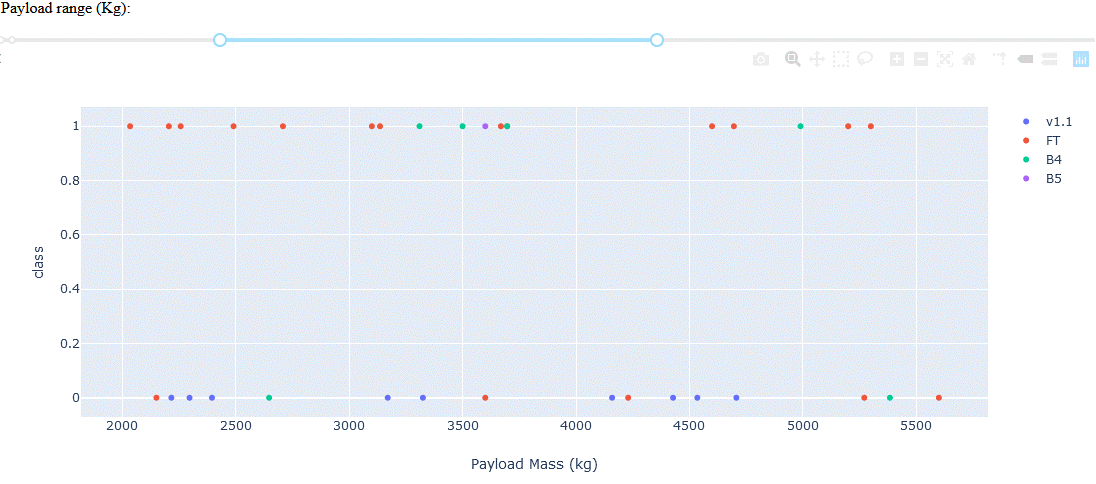 Payload range (Kg):
1
0.8
0.6
0.4
0.2
0
class
2000 2500 3000 3500 4000 4500 5000 5500
Payload Mass (kg)
v1.1
FT
B4
B5